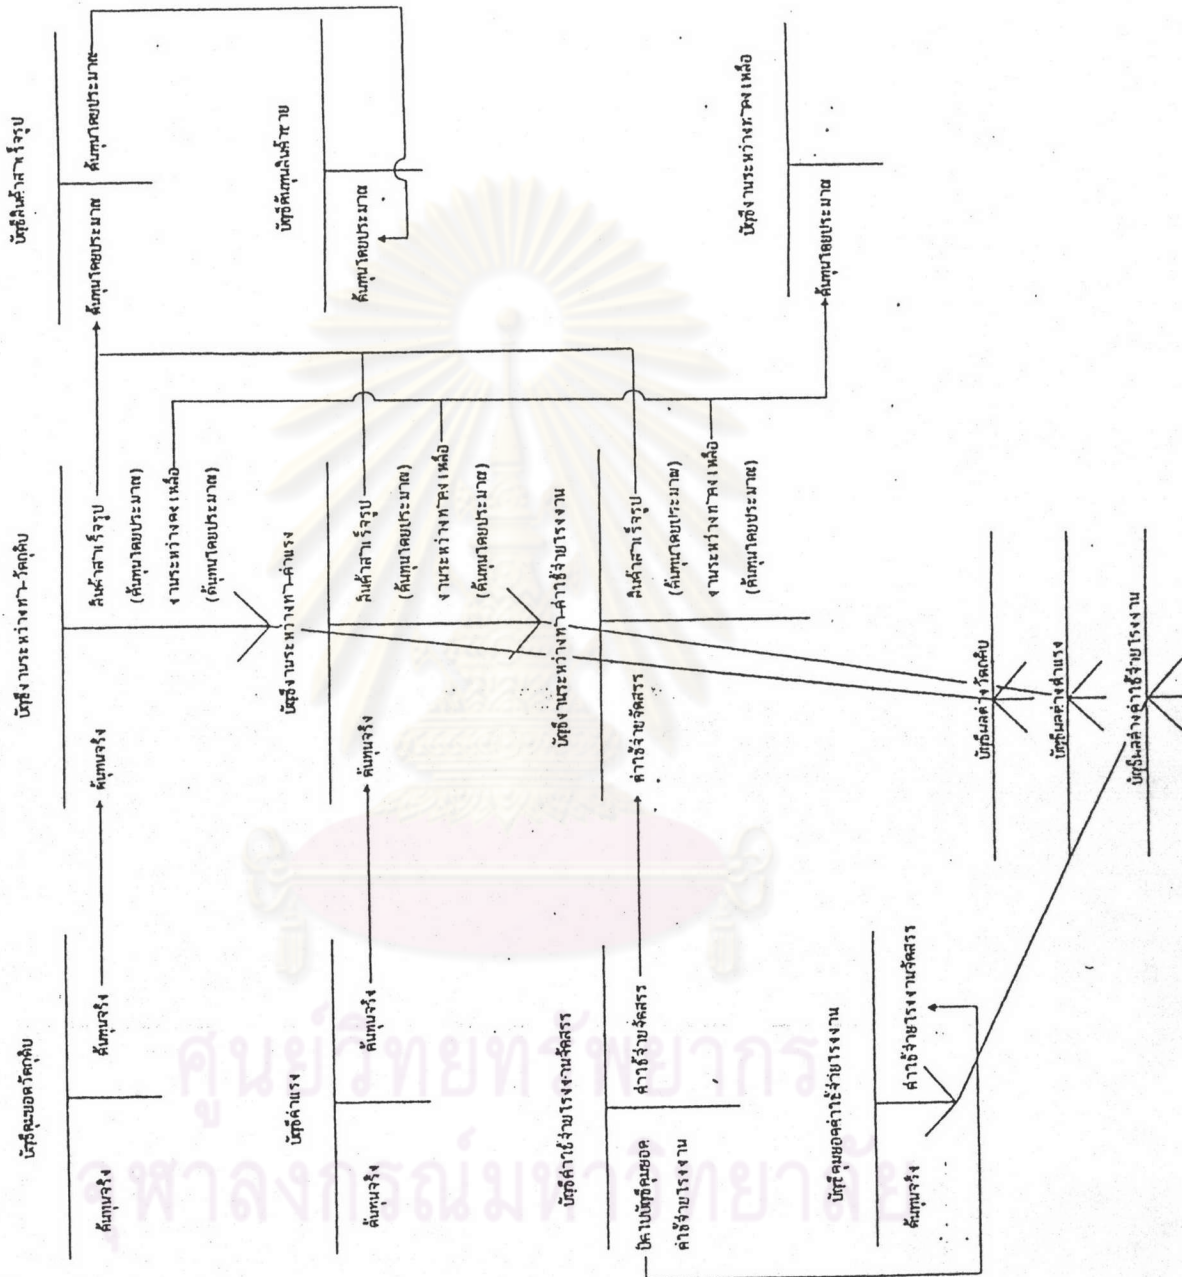 บัญชีคุมยอดวัตถุดิบ
ต้นทุนจริง
ต้นทุนจริง
บัญชีงานระหว่างทำ-วัตถุดิบ
ต้นทุนจริง
สินค้าสำเร็จรูป
(ต้นทุนโดยประมาณ)
งานระหว่างคงเหลือ
(ต้นทุนโดยประมาณ)
บัญชีสินค้าสำเร็จรูป
ต้นทุนโดยประมาณ
ต้นทุนโดยประมาณ
บัญชีค่าแรง
ต้นทุนจริง
ต้นทุนจริง
บัญชีงานระหว่างทำ-ค่าแรง
ต้นทุนจริง
สินค้าสำเร็จรูป
(ต้นทุนโดยประมาณ)
งานระหว่างทำคงเหลือ
(ต้นทุนโดยประมาณ)
บัญชีต้นทุนสินค้าขาย
ต้นทุนโดยประมาณ
บัญชีค่าใช้จ่ายโรงงานจัดสรร
ปิดไปบัญชีคุมยอด
ค่าใช้จ่ายโรงงาน
ค่าใช้จ่ายจัดสรร
บัญชีงานระหว่างทำ-ค่าใช้จ่ายโรงงาน
ค่าใช้จ่ายจัดสรร
สินค้าสำเร็จรูป
(ต้นทุนโดยประมาณ)
งานระหว่างทำคงเหลือ
(ต้นทุนโดยประมาณ)
บัญชีงานระหว่างทำคงเหลือ
ต้นทุนโดยประมาณ
บัญชีคุมยอดค่าใช้จ่ายโรงงาน
ต้นทุนจริง
ค่าใช้จ่ายโรงงานจัดสรร
บัญชีผลต่างวัตถุดิบ
บัญชีผลต่างค่าแรง
บัญชีผลต่างค่าใช้จ่ายโรงงาน
ศูนย์วิทยทรัพยากร
จุฬาลงกรณ์มหาวิทยาลัย